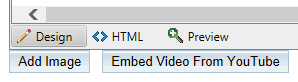 Design HTML Preview
Add Image Embed Video From YouTube